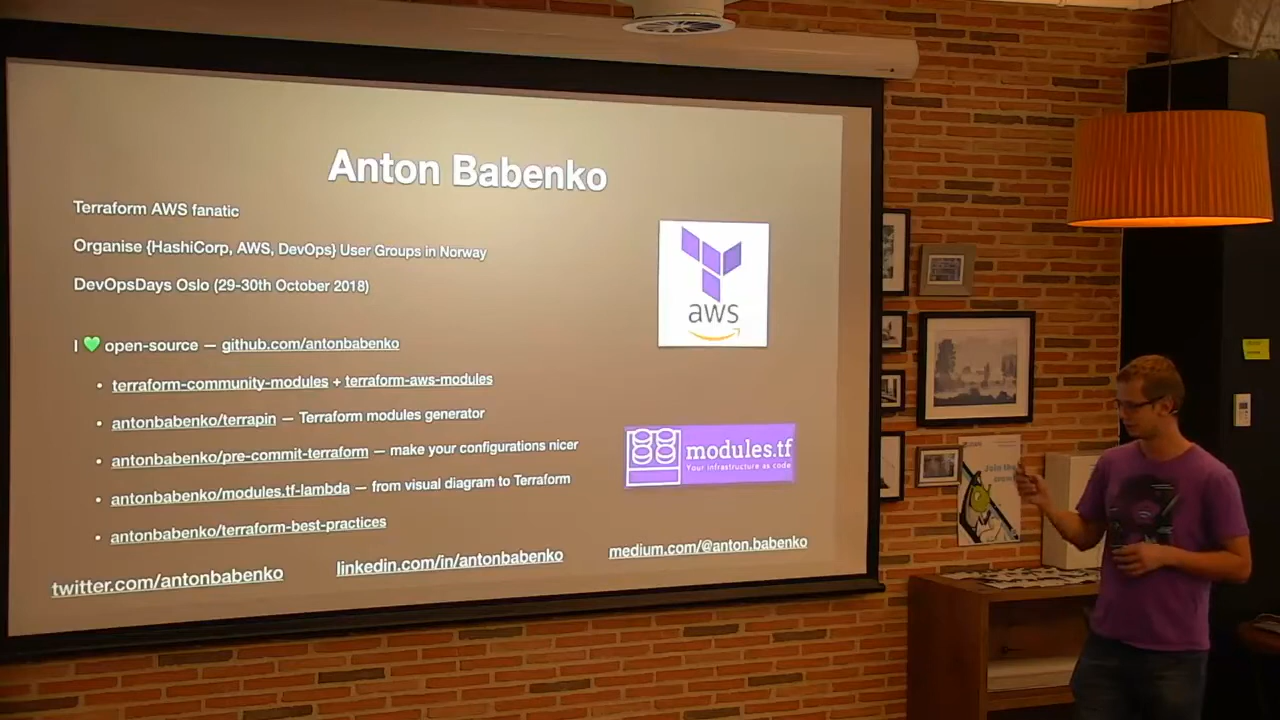 Anton Babenko
Terraform AWS fanatic
Organise {HashiCorp, AWS, DevOps} User Groups in Norway
DevOpsDays Oslo (29-30th October 2018)
I 💚 open-source — github.com/antonbabenko
• terraform-community-modules + terraform-aws-modules
• antonbabenko/terrapin — Terraform modules generator
• antonbabenko/pre-commit-terraform — make your configurations nicer
• antonbabenko/modules.tf-lambda — from visual diagram to Terraform
• antonbabenko/terraform-best-practices
aws
modules.tf
Your infrastructure as code
twitter.com/antonbabenko
linkedin.com/in/antonbabenko
medium.com/@anton.babenko
Join the